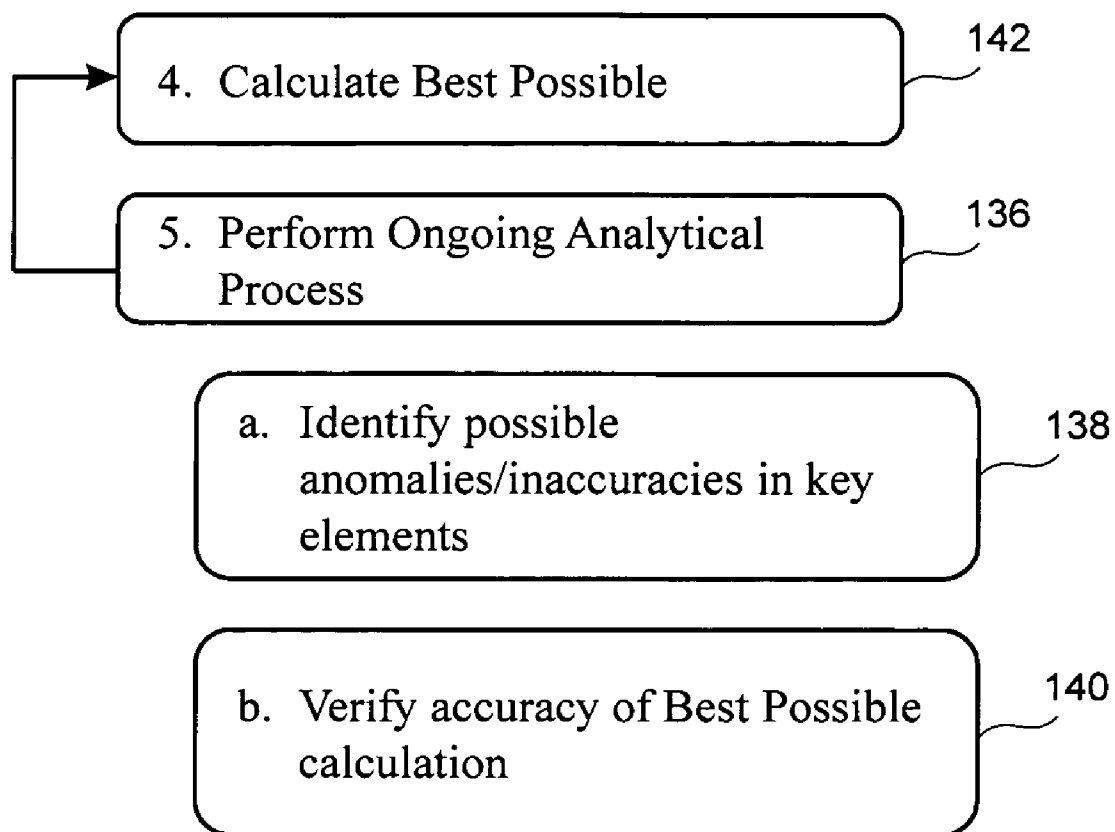 142
4. Calculate Best Possible
136
5. Perform Ongoing Analytical
Process
138
a. Identify possible
anomalies/inaccuracies in key
elements
140
b. Verify accuracy of Best Possible
calculation